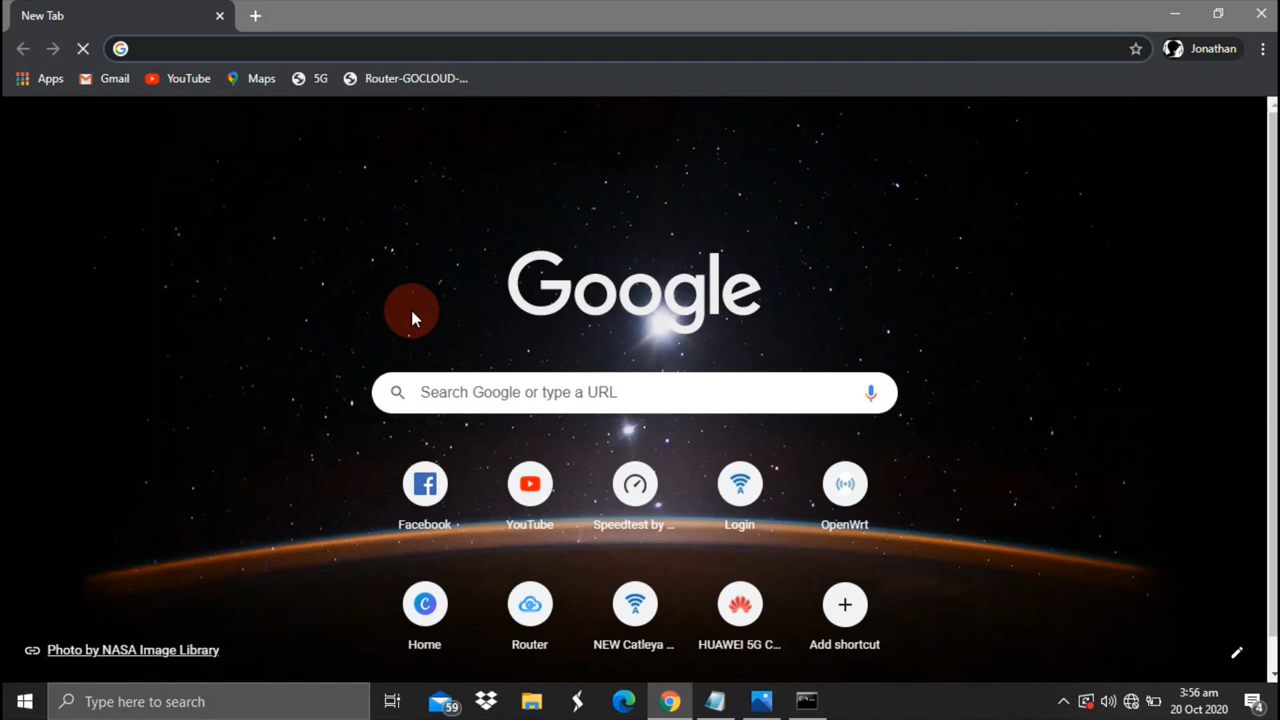 New Tab
Jonathan
Apps Gmail YouTube Maps 5G Router-GOCLOUD-...
Google
Search Google or type a URL
Facebook YouTube Speedtest by ... Login OpenWrt
Home Router NEW Catleya ... HUAWEI 5G C... Add shortcut
Photo by NASA Image Library
Type here to search
59
3:56 am
20 Oct 2020
4